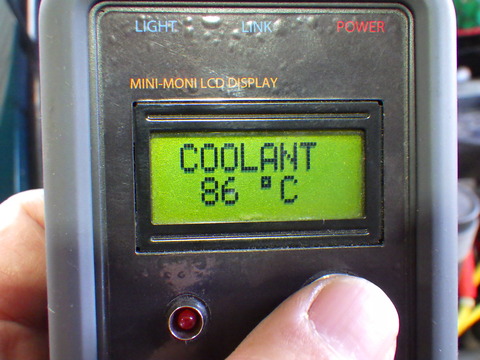 LIGHT LINK POWER
MINI-MONI LCD DISPLAY
COOLANT
86 °C